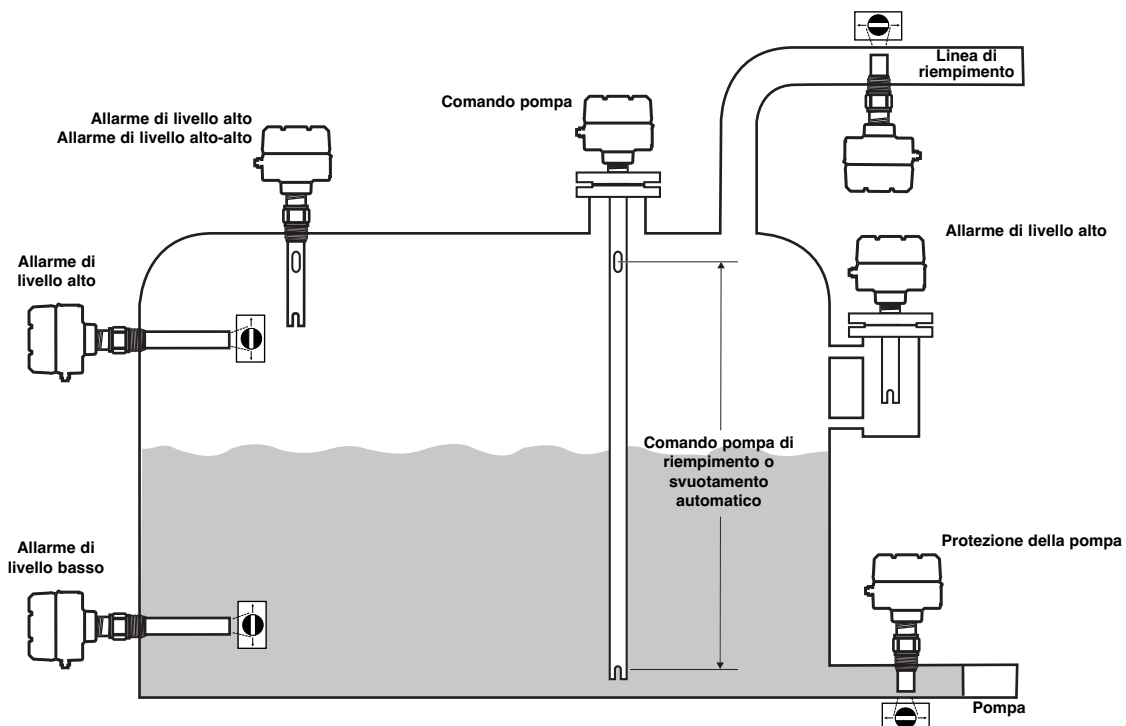 Linea di
riempimento
Comando pompa
Allarme di livello alto
Allarme di livello alto-alto
Allarme di livello alto
Allarme di
livello alto
Comando pompa di
riempimento o
svuotamento
automatico
Allarme di
livello basso
Protezione della pompa
Pompa